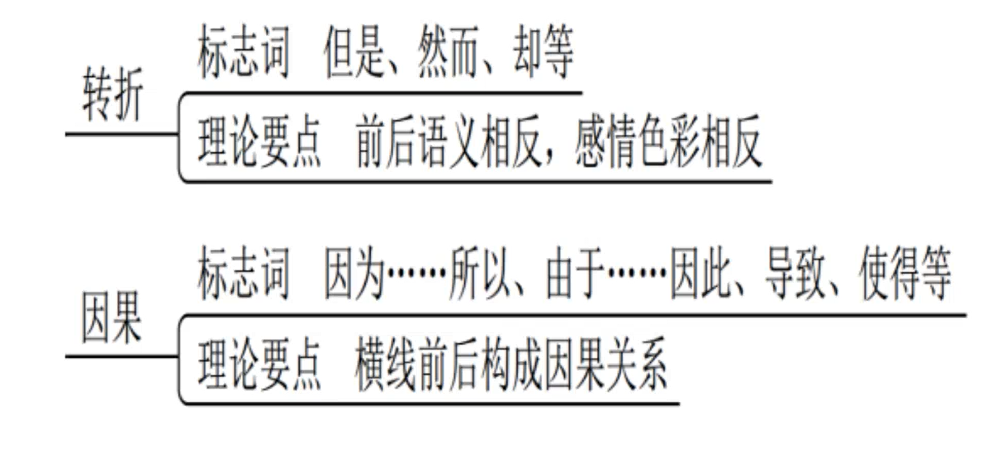 转折
标志词 但是、然而、却等
理论要点 前后语义相反，感情色彩相反
因果
标志词 因为……所以、由于……因此、导致、使得等
理论要点 横线前后构成因果关系